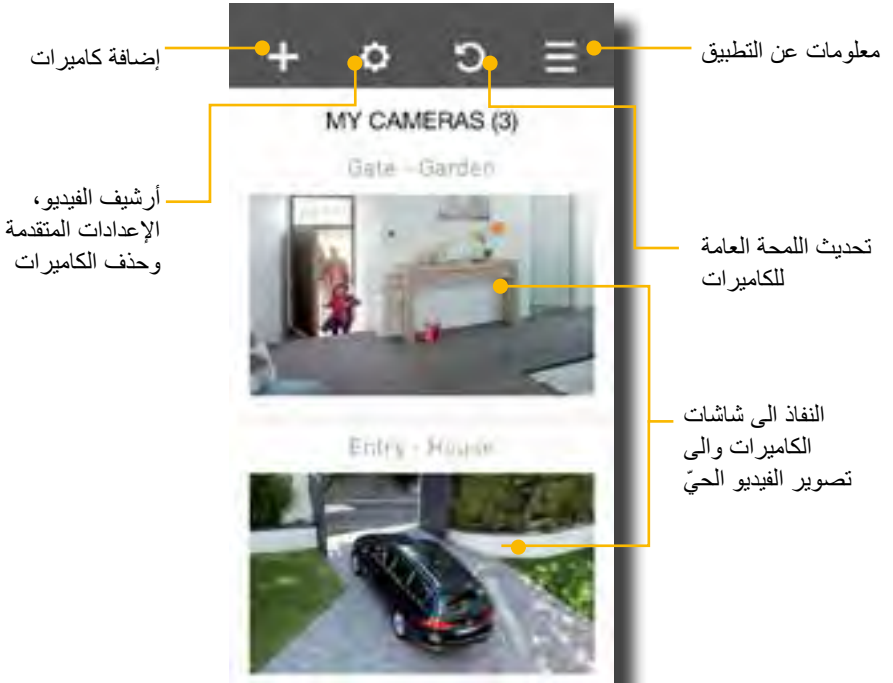 إضافة كاميرات
معلومات عن التطبيق
MY CAMERAS (3)
Gate - Garden
أرشيف الفيديو،
الإعدادات المتقدمة
وحذف الكاميرات
تحديث اللمحة العامة
للكاميرات
النفاذ الى شاشات
الكاميرات والى
تصوير الفيديو الحيّ
Entry - House